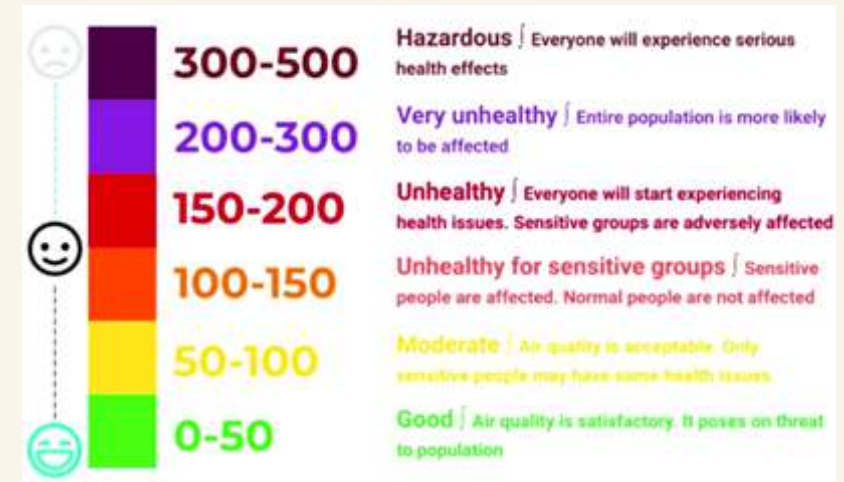 300-500
Hazardous ∫ Everyone will experience serious
health effects
200-300
Very unhealthy ∫ Entire population is more likely
to be affected
150-200
Unhealthy ∫ Everyone will start experiencing
health issues. Sensitive groups are adversely affected
100-150
Unhealthy for sensitive groups ∫ Sensitive
people are affected. Normal people are not affected
50-100
Moderate ∫ Air quality is acceptable. Only
sensitive people may have some health issues
0-50
Good ∫ Air quality is satisfactory. It poses on threat
to population